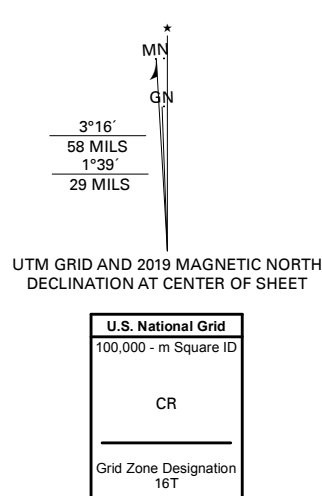 ★
MN
GN
3°16´
58 MILS
1°39´
29 MILS
UTM GRID AND 2019 MAGNETIC NORTH
DECLINATION AT CENTER OF SHEET
U.S. National Grid
100,000 - m Square ID
CR
Grid Zone Designation
16T